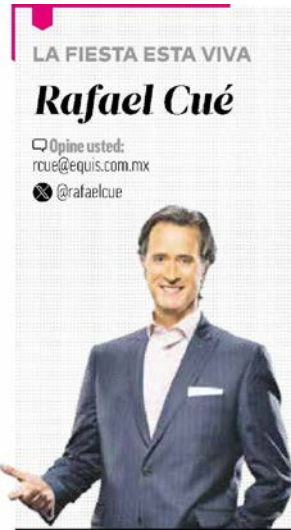 LA FIESTA ESTA VIVA
Rafael Cué
Opine usted:
rcue@equis.com.mx
@rafaelcue